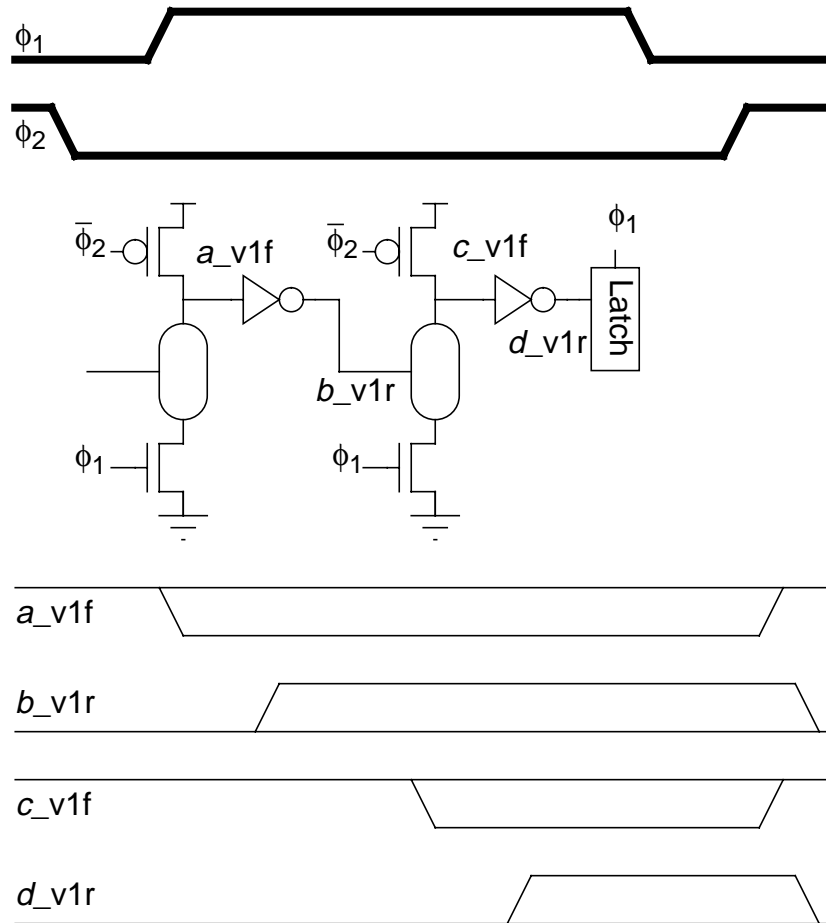 ϕ1
ϕ2
ϕ̅2
a_v1f
ϕ̅2
c_v1f
ϕ1
Latch
d_v1r
b_v1r
ϕ1
ϕ1
a_v1f
b_v1r
c_v1f
d_v1r